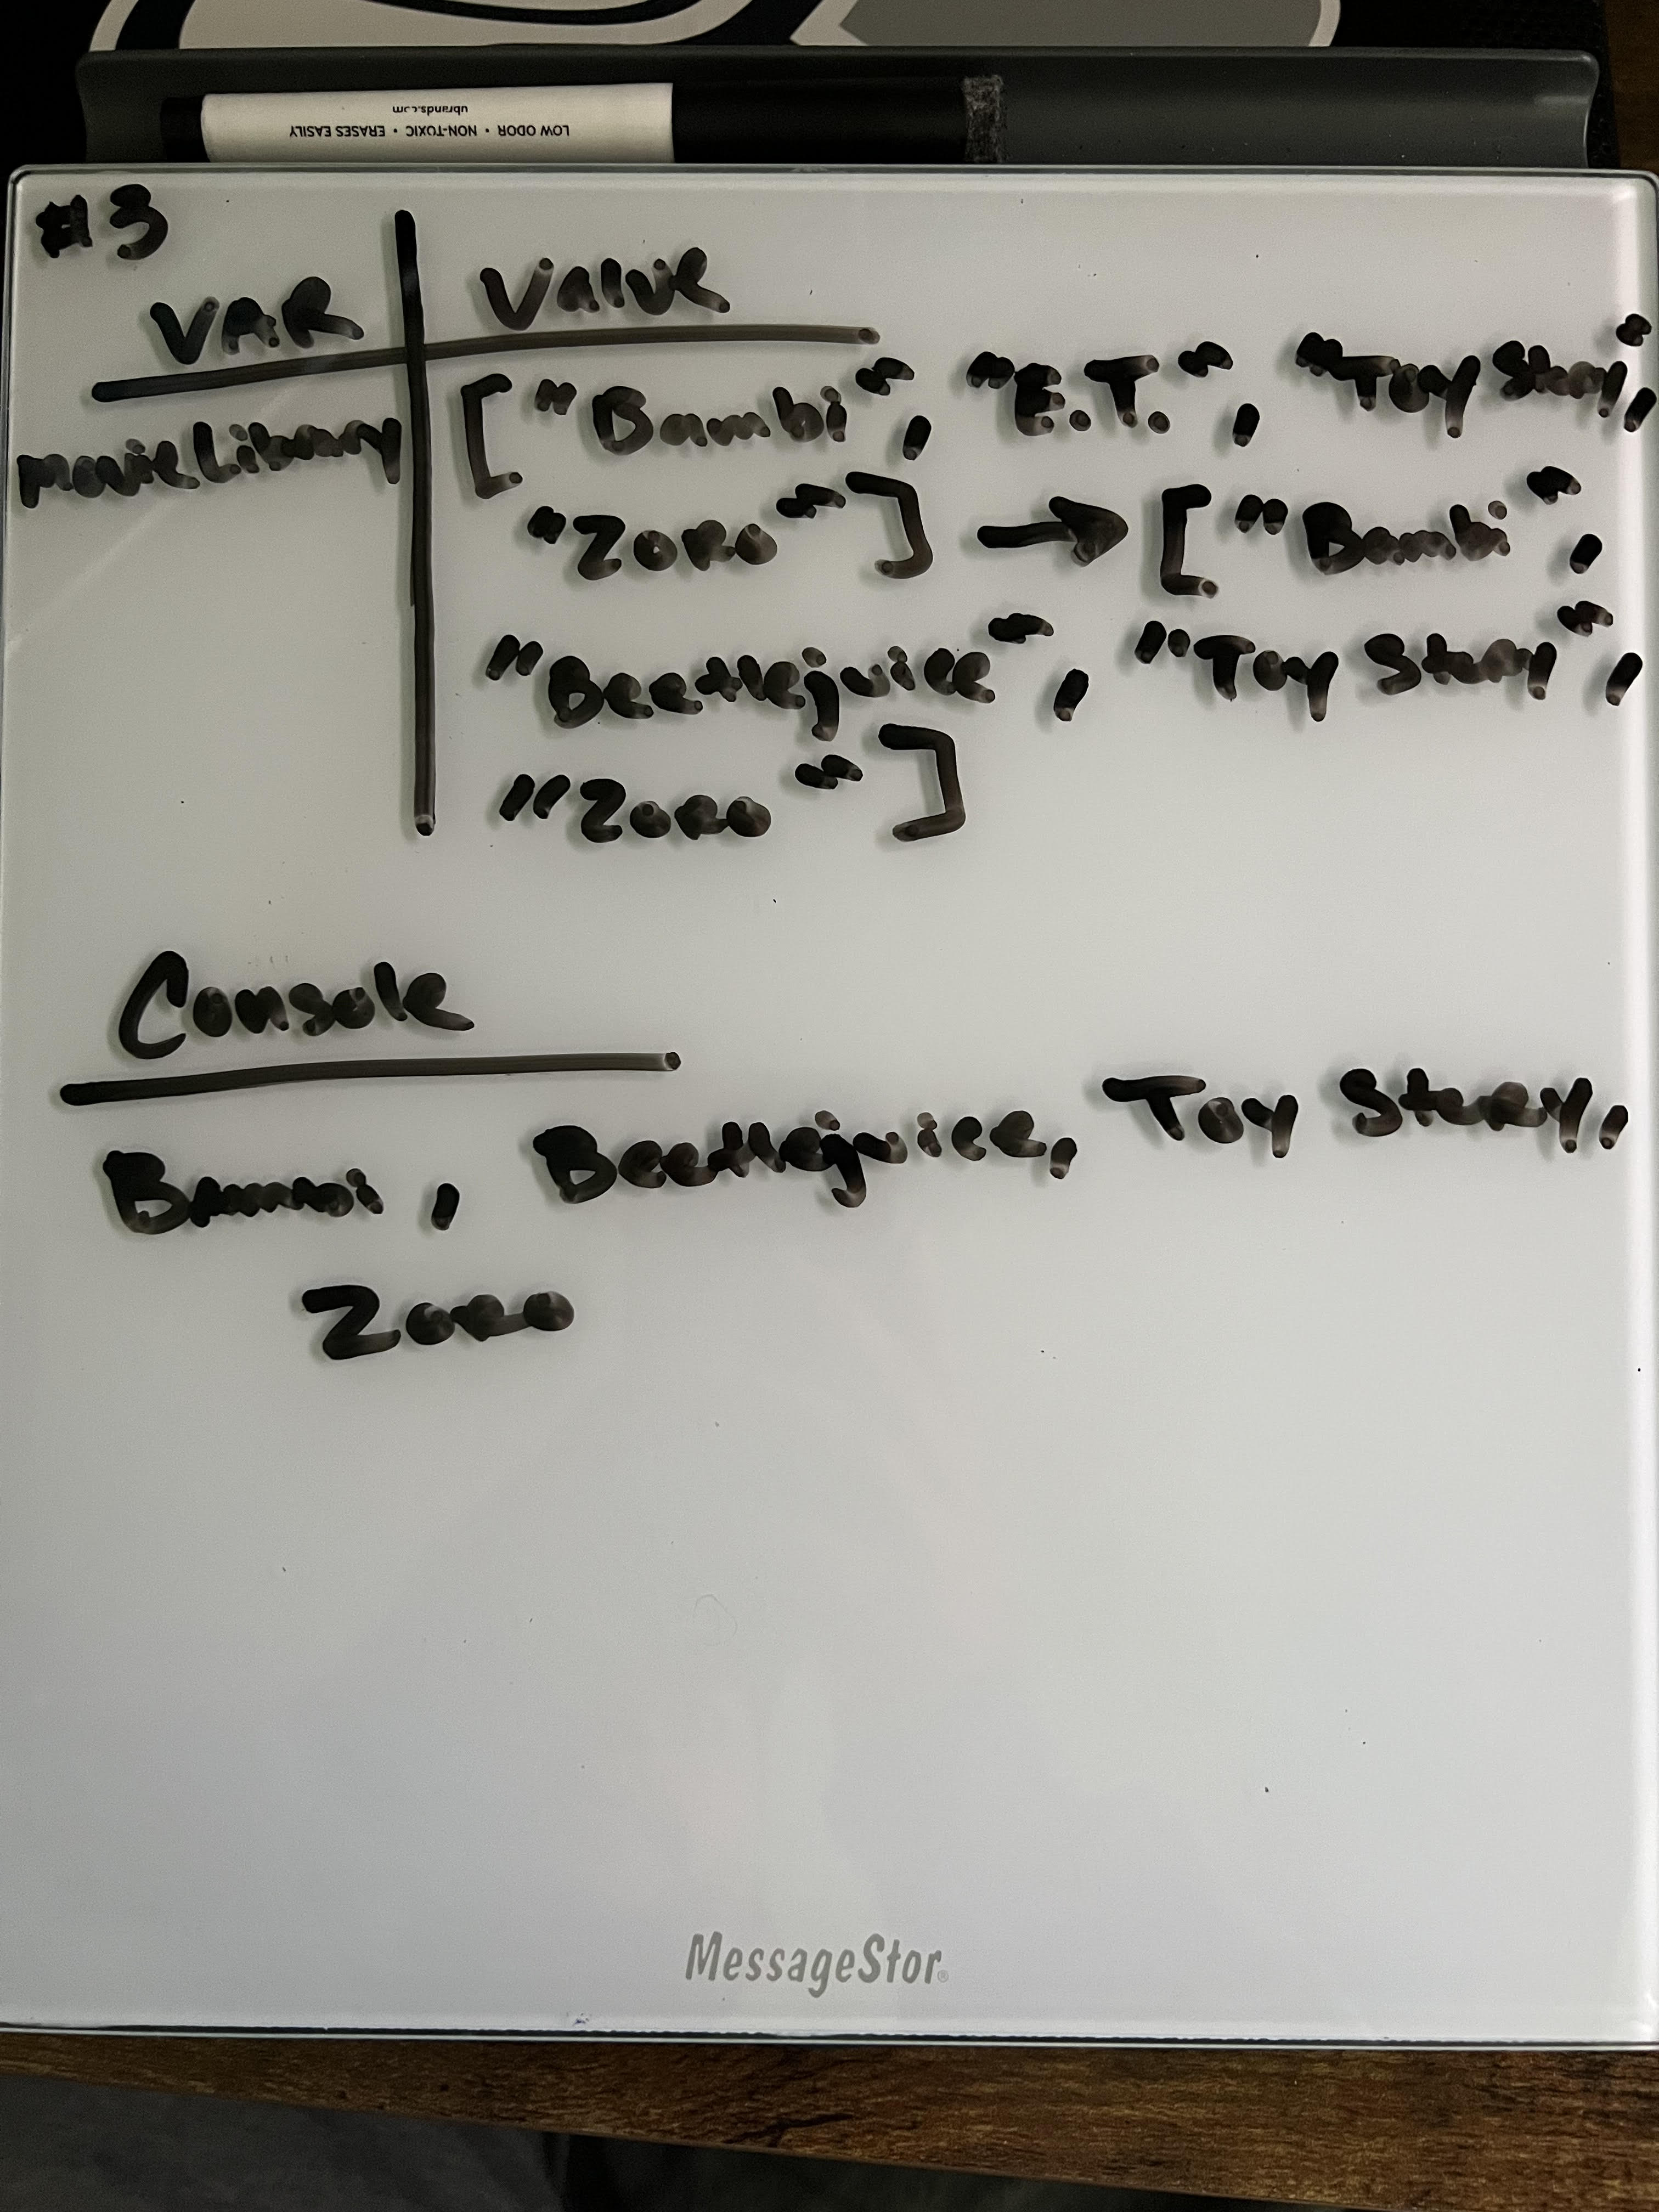 ubrands.com
LOW ODOR • NON-TOXIC • ERASES EASILY
#3
VAR Value
movieLibrary ["Bambi", "E.T.", "Toy Story",
"Zoro"] → ["Bambi",
"Beetlejuice", "Toy Story",
"Zoro"]
Console
Bambi, Beetlejuice, Toy Story,
Zoro
MessageStor®